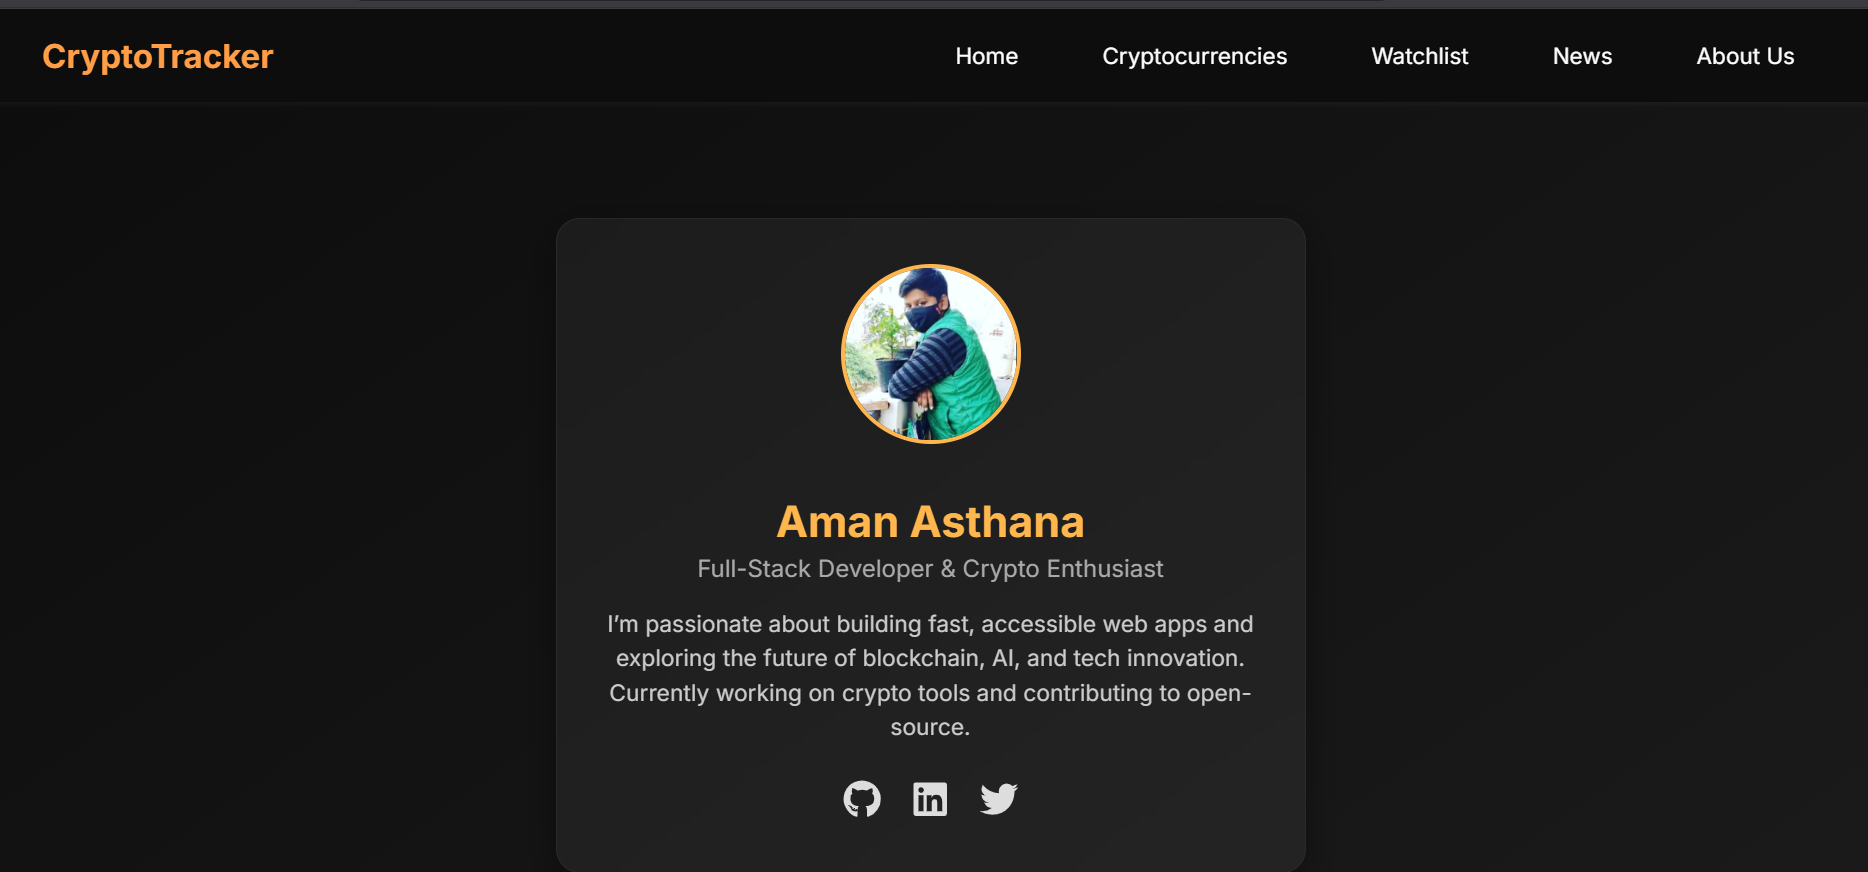 CryptoTracker
Home
Cryptocurrencies
Watchlist
News
About Us
Aman Asthana
Full-Stack Developer & Crypto Enthusiast
I’m passionate about building fast, accessible web apps and
exploring the future of blockchain, AI, and tech innovation.
Currently working on crypto tools and contributing to open-
source.
in